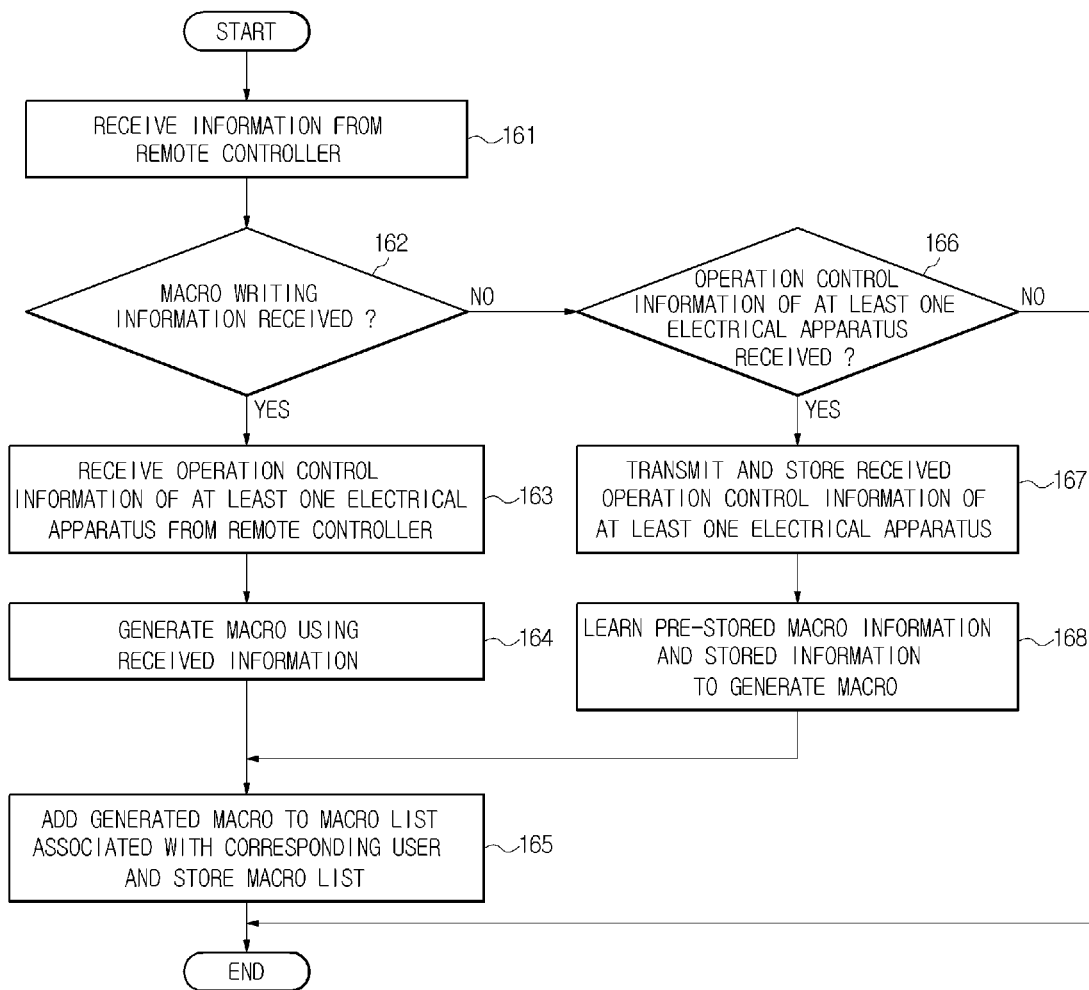 START
RECEIVE INFORMATION FROM
REMOTE CONTROLLER
161
162
MACRO WRITING
INFORMATION RECEIVED ?
NO
YES
166
OPERATION CONTROL
INFORMATION OF AT LEAST ONE
ELECTRICAL APPARATUS
RECEIVED ?
NO
YES
RECEIVE OPERATION CONTROL
INFORMATION OF AT LEAST ONE ELECTRICAL
APPARATUS FROM REMOTE CONTROLLER
163
TRANSMIT AND STORE RECEIVED
OPERATION CONTROL INFORMATION OF
AT LEAST ONE ELECTRICAL APPARATUS
167
GENERATE MACRO USING
RECEIVED INFORMATION
164
LEARN PRE-STORED MACRO INFORMATION
AND STORED INFORMATION
TO GENERATE MACRO
168
ADD GENERATED MACRO TO MACRO LIST
ASSOCIATED WITH CORRESPONDING USER
AND STORE MACRO LIST
165
END